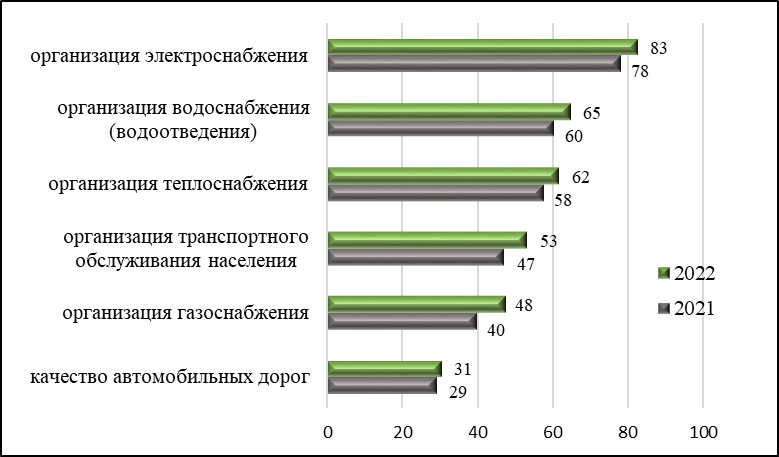 организация электроснабжения
83
78
организация водоснабжения
(водоотведения)
65
60
организация теплоснабжения
62
58
организация транспортного
обслуживания населения
53
47
организация газоснабжения
48
40
качество автомобильных дорог
31
29
2022
2021
0 20 40 60 80 100